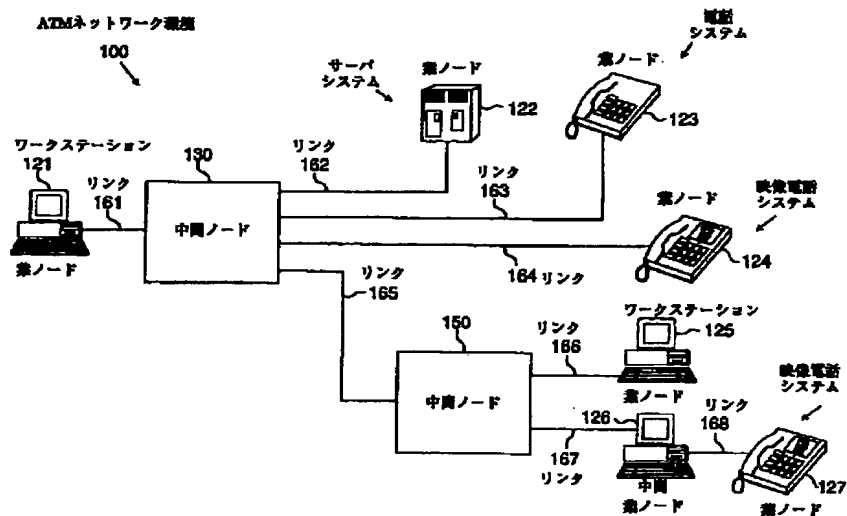 ATMネットワーク環境
100
サーバ
システム
葉ノード
122
電話
システム
葉ノード
123
ワークステーション
121
リンク
161
130
中間ノード
葉ノード
リンク
162
リンク
163
164 リンク
葉ノード
映像電話
システム
124
リンク
165
150
中間ノード
リンク
166
ワークステーション
125
葉ノード
126
167
リンク
中間
葉ノード
リンク
168
映像電話
システム
127
葉ノード